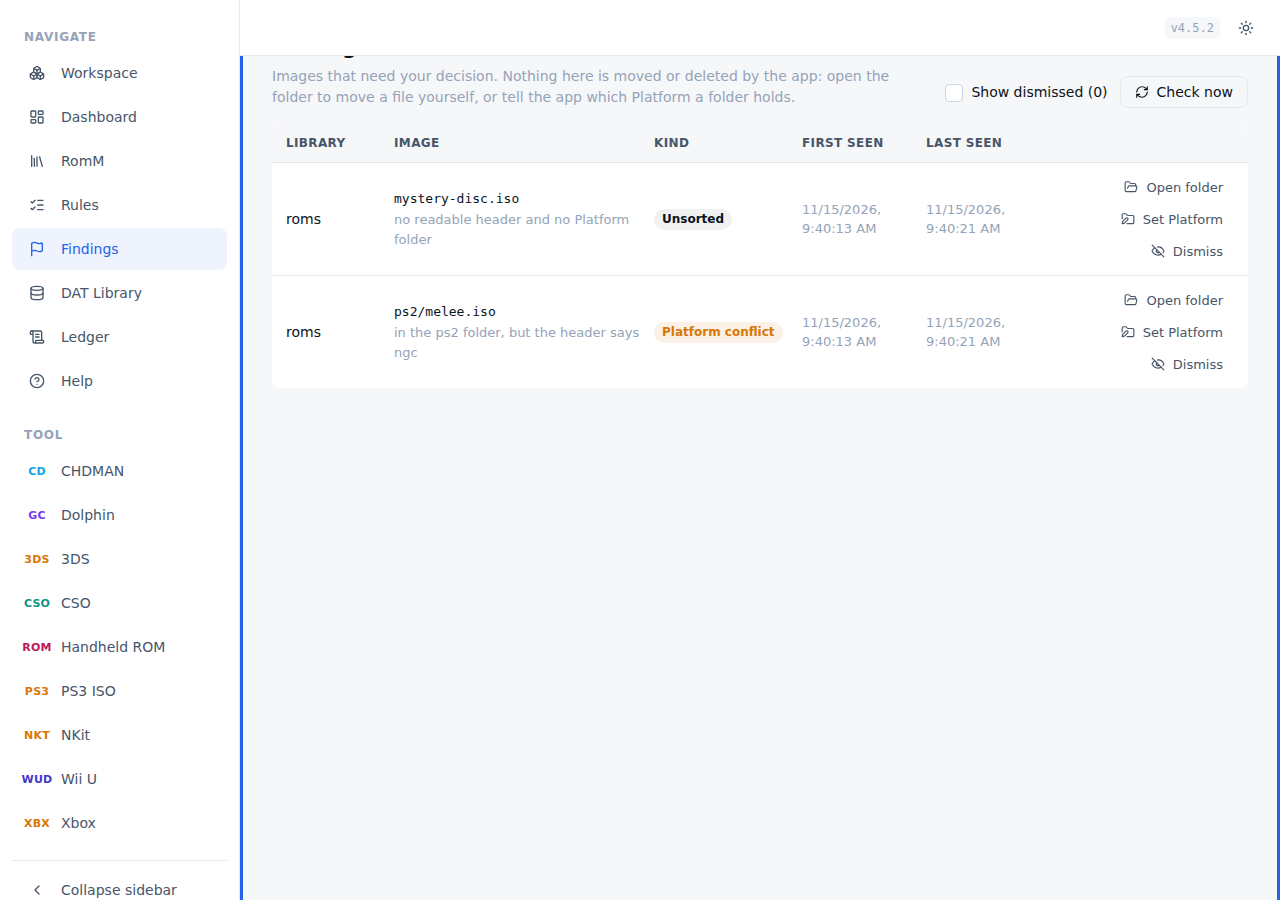 NAVIGATE
Workspace
Dashboard
RomM
Rules
Findings
DAT Library
Ledger
Help
TOOL
CD CHDMAN
GC Dolphin
3DS 3DS
CSO CSO
ROM Handheld ROM
PS3 PS3 ISO
NKT NKit
WUD Wii U
XBX Xbox
Collapse sidebar
v4.5.2
Images that need your decision. Nothing here is moved or deleted by the app: open the
folder to move a file yourself, or tell the app which Platform a folder holds.
Show dismissed (0)
Check now
LIBRARY IMAGE KIND FIRST SEEN LAST SEEN
roms
mystery-disc.iso
no readable header and no Platform
folder
Unsorted
11/15/2026,
9:40:13 AM
11/15/2026,
9:40:21 AM
Open folder
Set Platform
Dismiss
roms
ps2/melee.iso
in the ps2 folder, but the header says
ngc
Platform conflict
11/15/2026,
9:40:13 AM
11/15/2026,
9:40:21 AM
Open folder
Set Platform
Dismiss